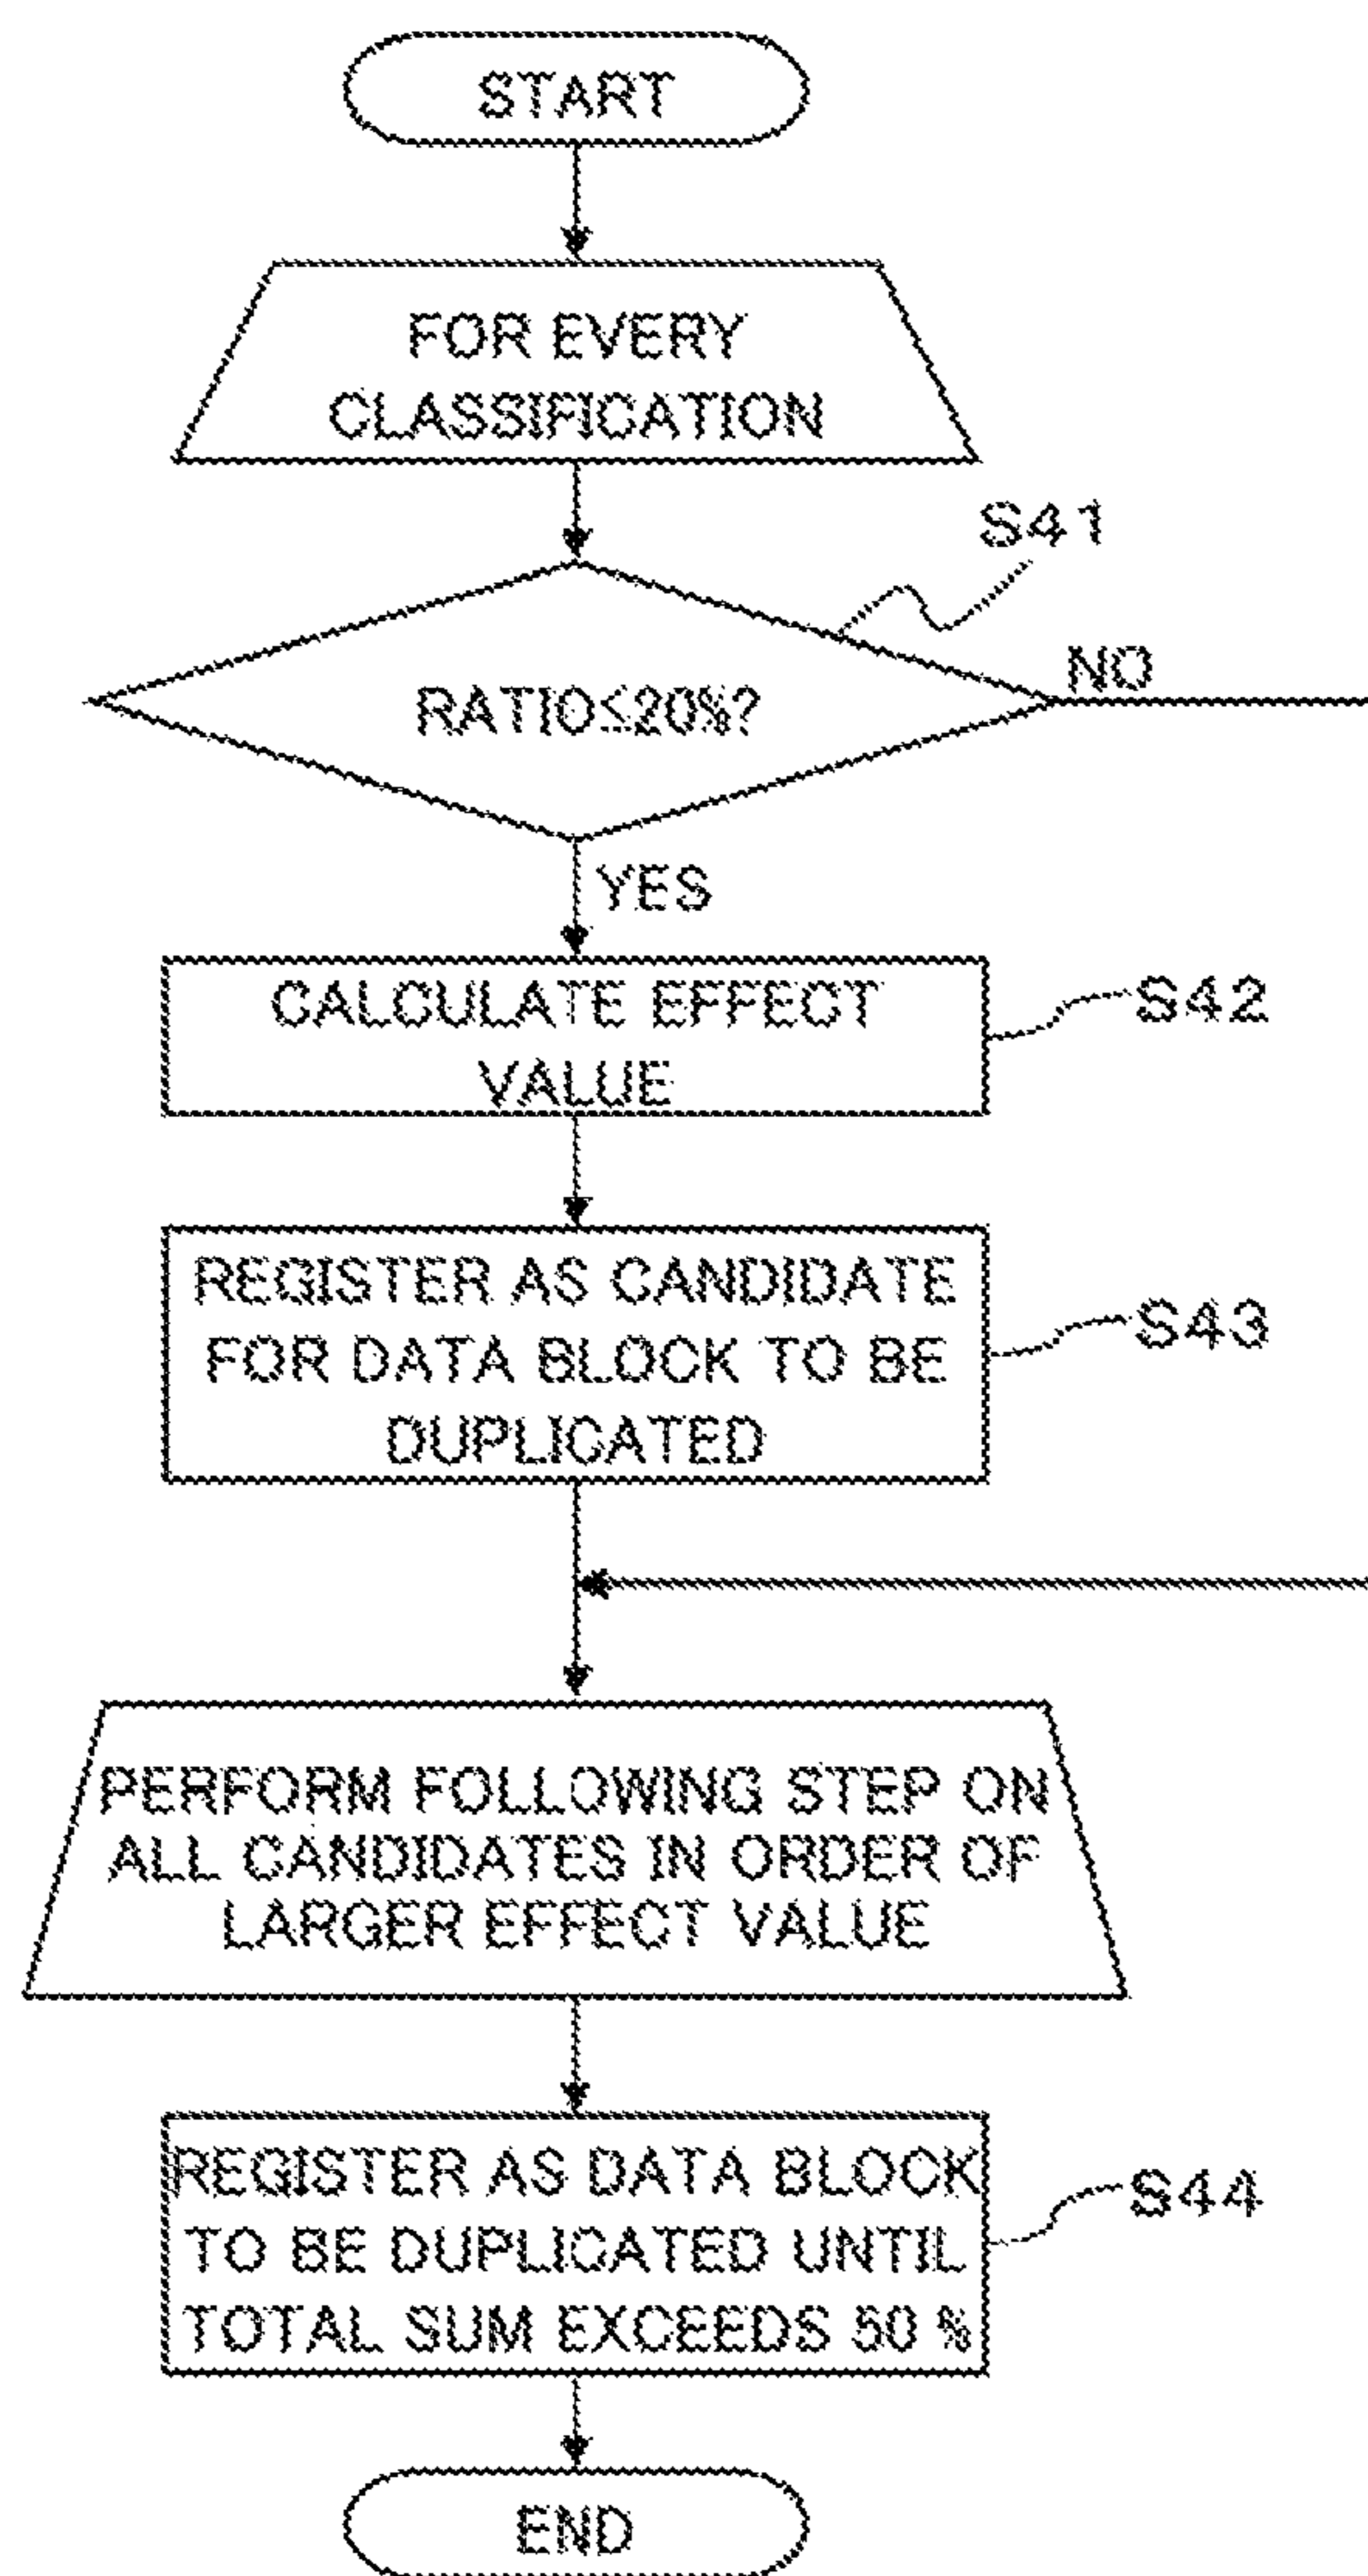 START
FOR EVERY
CLASSIFICATION
S41
NO
RATIO≤20%?
YES
CALCULATE EFFECT
VALUE
S42
REGISTER AS CANDIDATE
FOR DATA BLOCK TO BE
DUPLICATED
S43
PERFORM FOLLOWING STEP ON
ALL CANDIDATES IN ORDER OF
LARGER EFFECT VALUE
REGISTER AS DATA BLOCK
TO BE DUPLICATED UNTIL
TOTAL SUM EXCEEDS 50 %
S44
END